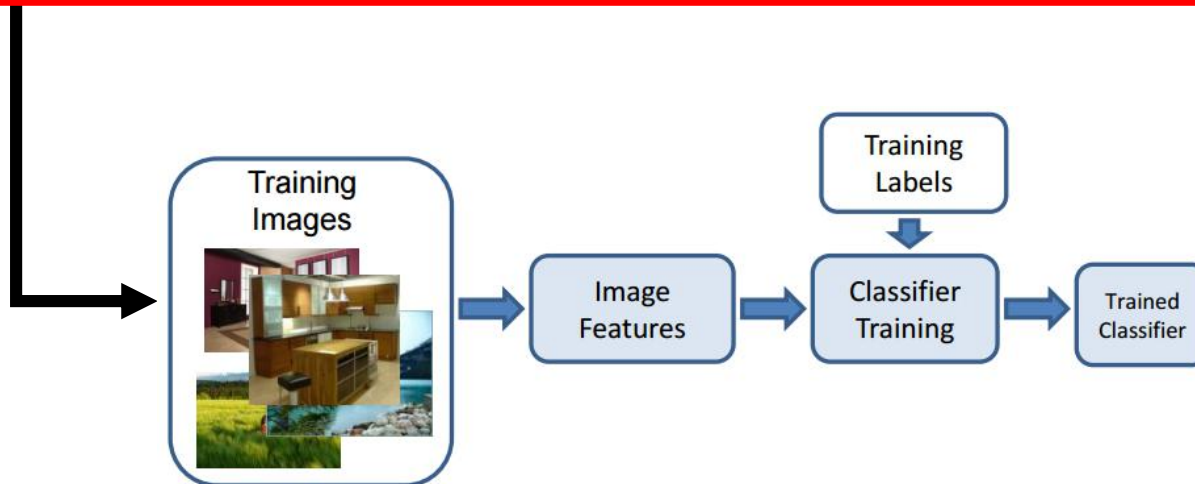 Training
Images
Image
Features
Training
Labels
Classifier
Training
Trained
Classifier